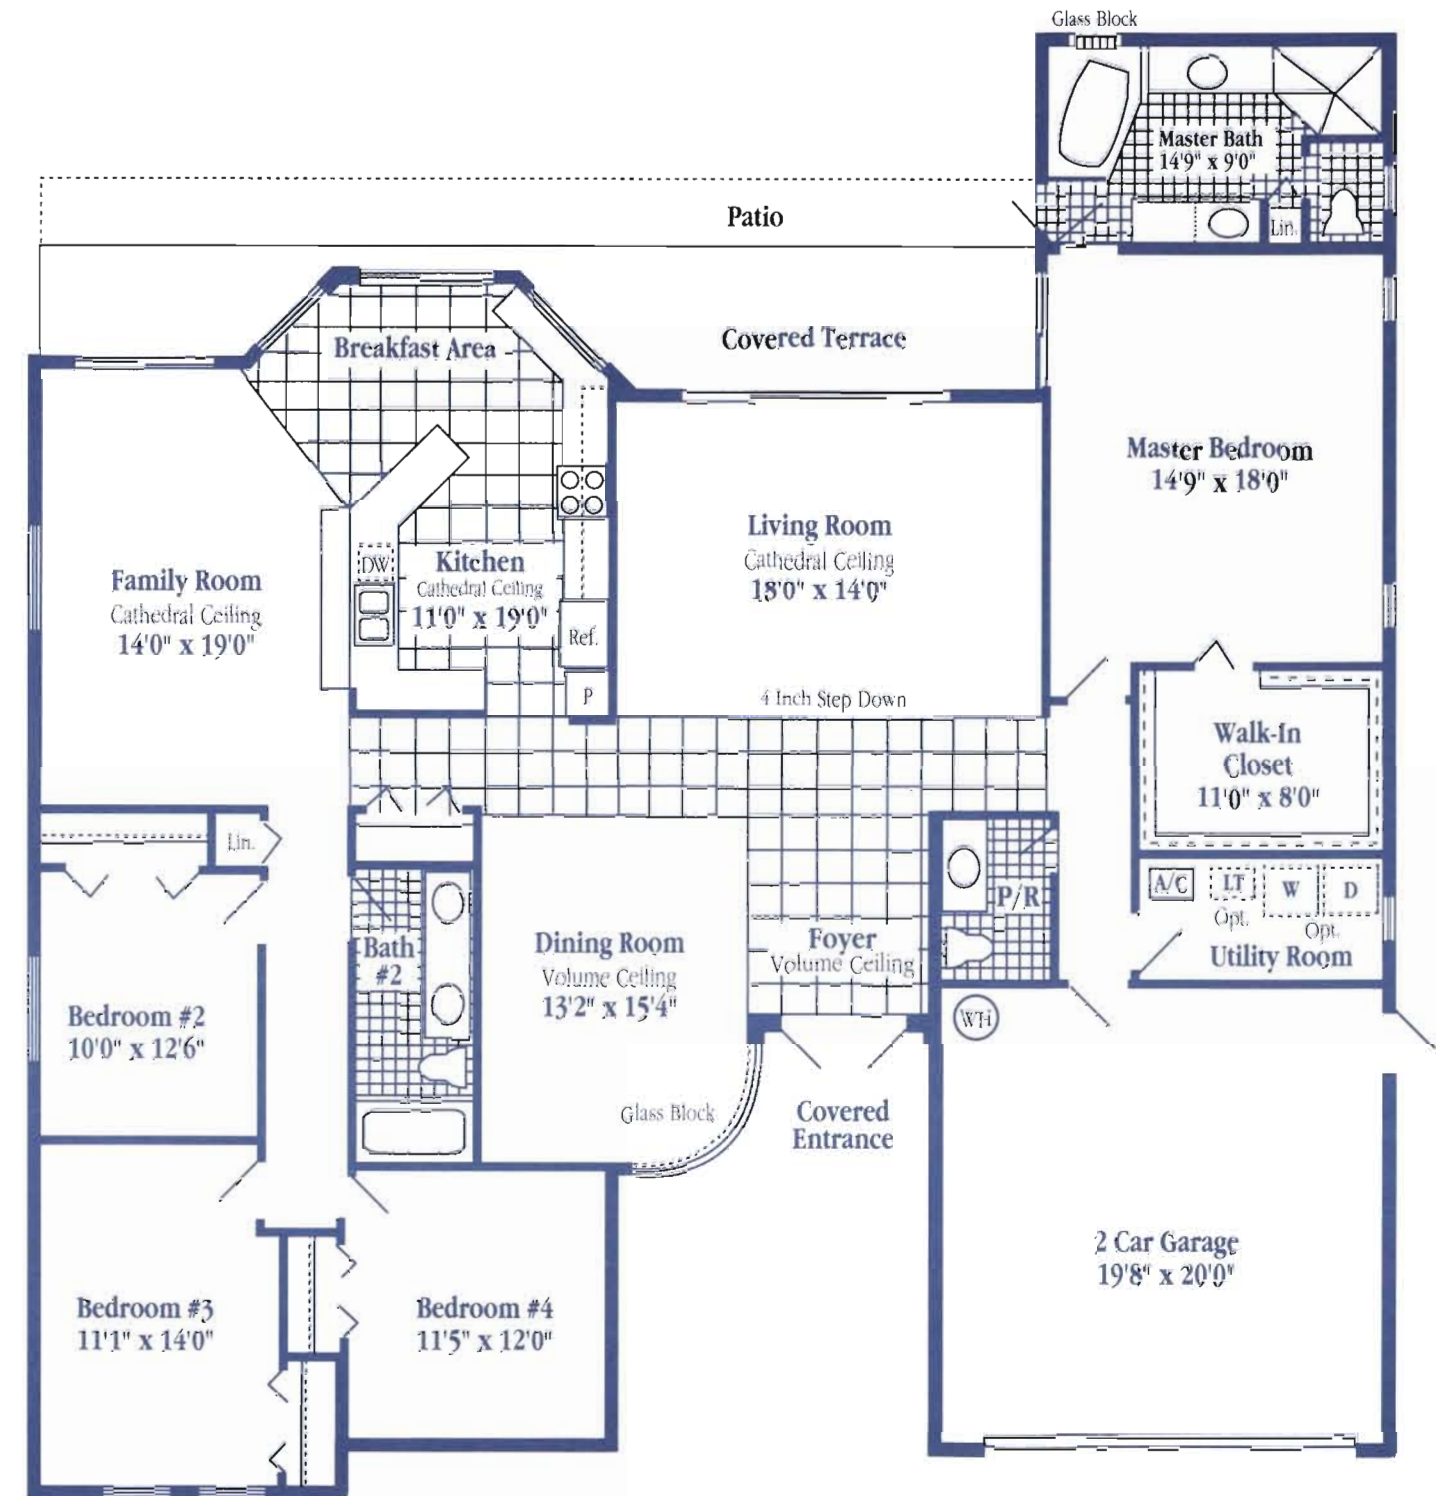 Glass Block
Master Bath
14'9" x 9'0"
Lin.
Patio
Covered Terrace
Breakfast Area
Master Bedroom
14'9" x 18'0"
Living Room
Cathedral Ceiling
18'0" x 14'0"
DW
Kitchen
Cathedral Ceiling
11'0" x 19'0"
Ref.
P
Family Room
Cathedral Ceiling
14'0" x 19'0"
4 Inch Step Down
Walk-In
Closet
11'0" x 8'0"
Lin.
A/C
LT
Opt.
W
D
Opt.
Utility Room
P/R
Bath
#2
Dining Room
Volume Ceiling
13'2" x 15'4"
Foyer
Volume Ceiling
Bedroom #2
10'0" x 12'6"
WH
Glass Block
Covered
Entrance
2 Car Garage
19'8" x 20'0"
Bedroom #3
11'1" x 14'0"
Bedroom #4
11'5" x 12'0"